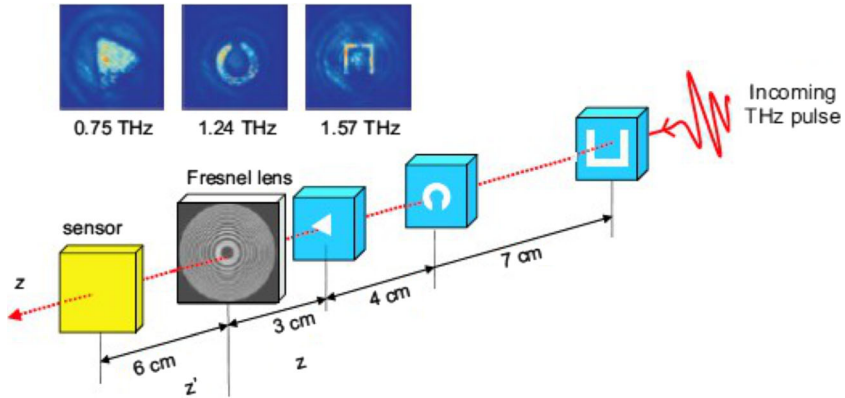 0.75 THz
1.24 THz
1.57 THz
Incoming
THz pulse
Fresnel lens
sensor
z
7 cm
4 cm
3 cm
6 cm
z
z'